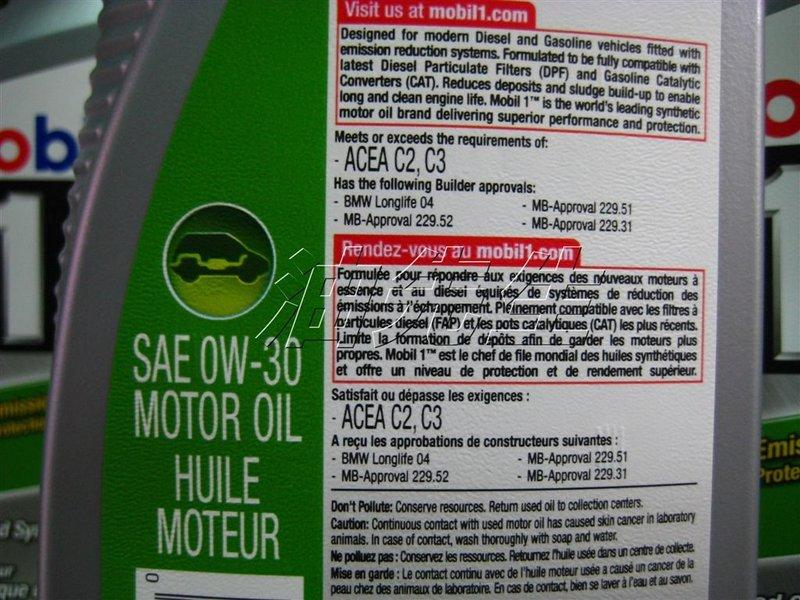 Visit us at mobil1.com
Designed for modern Diesel and Gasoline vehicles fitted with
emission reduction systems. Formulated to be fully compatible with
latest Diesel Particulate Filters (DPF) and Gasoline Catalytic
Converters (CAT). Reduces deposits and sludge build-up to enable
long and clean engine life. Mobil 1™ is the world's leading synthetic
motor oil brand delivering superior performance and protection.
Meets or exceeds the requirements of:
- ACEA C2, C3
Has the following Builder approvals:
- BMW Longlife 04 - MB-Approval 229.51
- MB-Approval 229.52 - MB-Approval 229.31
Rendez-vous au mobil1.com
Formulée pour répondre aux exigences des nouveaux moteurs à
essence et au diesel équipés de systèmes de réduction des
émissions à l'échappement. Pleinement compatible avec les filtres à
particules diesel (FAP) et les pots catalytiques (CAT) les plus récents.
Limite la formation de dépôts afin de garder les moteurs plus
propres. Mobil 1™ est le chef de file mondial des huiles synthétiques
et offre un niveau de protection et de rendement supérieur.
Satisfait ou dépasse les exigences :
- ACEA C2, C3
A reçu les approbations de constructeurs suivantes :
- BMW Longlife 04 - MB-Approval 229.51
- MB-Approval 229.52 - MB-Approval 229.31
Don't Pollute: Conserve resources. Return used oil to collection centers.
Caution: Continuous contact with used motor oil has caused skin cancer in laboratory
animals. In case of contact, wash thoroughly with soap and water.
Ne polluez pas : Conservez les ressources. Retournez l'huile usée dans un centre de collecte.
Mise en garde : Le contact continu avec de l'huile moteur usée a causé un cancer de la
peau chez des animaux de laboratoire. En cas de contact, bien se laver à l'eau et au savon.
SAE 0W-30
MOTOR OIL
HUILE
MOTEUR